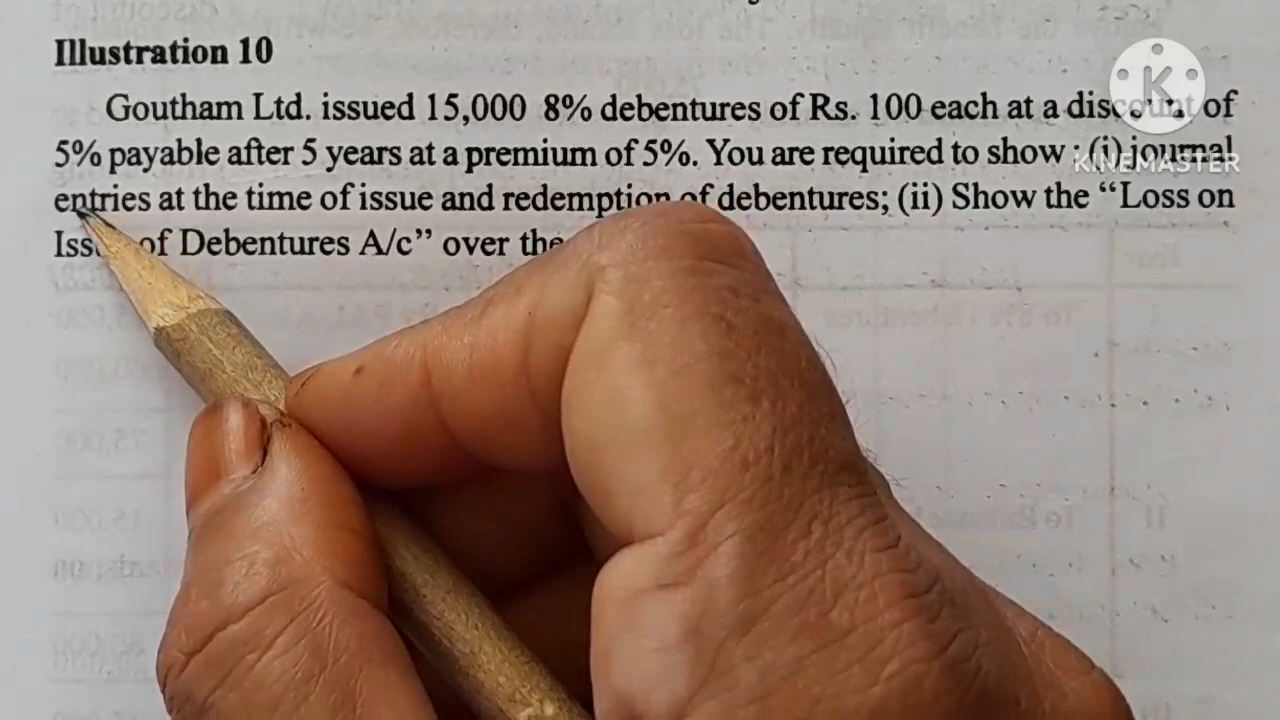 Illustration 10
Goutham Ltd. issued 15,000 8% debentures of Rs. 100 each at a discount of
5% payable after 5 years at a premium of 5%. You are required to show : (i) journal
entries at the time of issue and redemption of debentures; (ii) Show the “Loss on
of Debentures A/c” over the
K
KINEMASTER